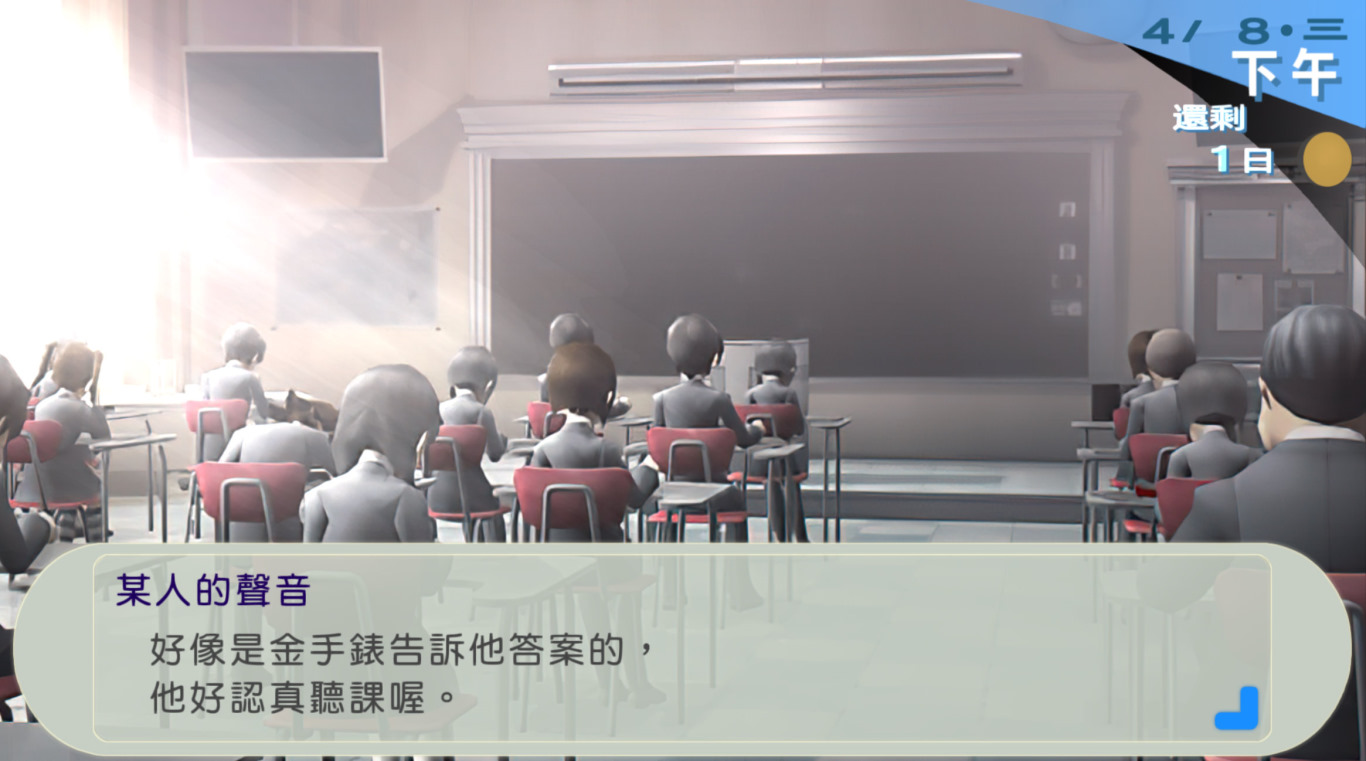 4/ 8·三
下午
還剩
1日
某人的聲音
好像是金手錶告訴他答案的，
他好認真聽課喔。